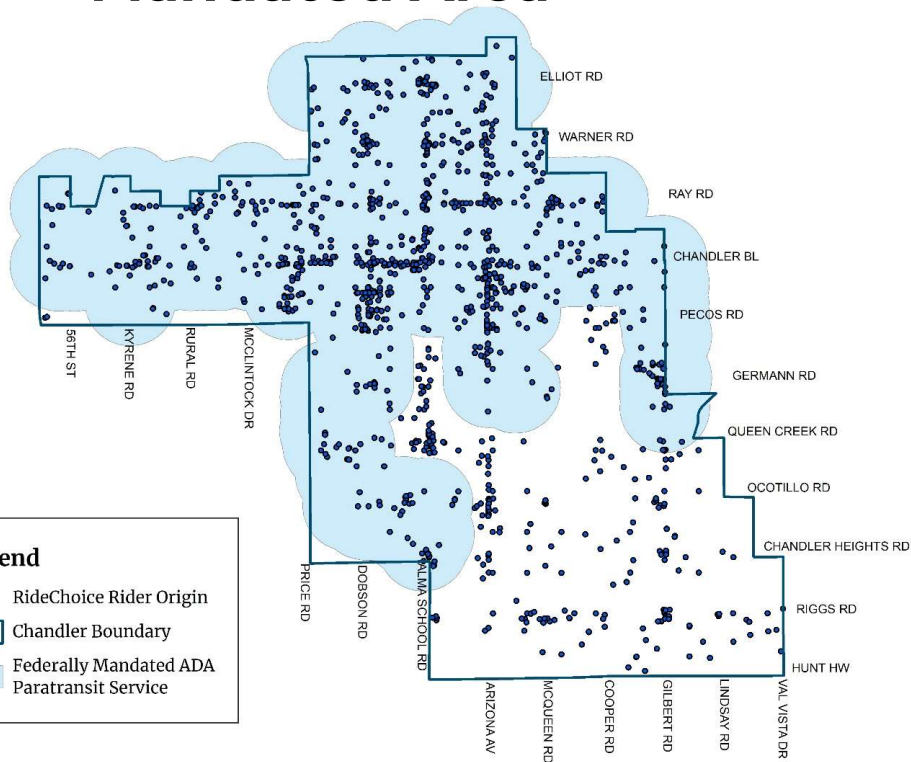 ELLIOT RD
WARNER RD
RAY RD
CHANDLER BL
PECOS RD
GERMANN RD
QUEEN CREEK RD
OCOTILLO RD
CHANDLER HEIGHTS RD
RIGGS RD
HUNT HW
56TH ST
KYRENE RD
RURAL RD
MCCLINTOCK DR
PRICE RD
DOBSON RD
ALMA SCHOOL RD
ARIZONA AV
MCQUEEN RD
COOPER RD
GILBERT RD
LINDSAY RD
VAL VISTA DR
end
RideChoice Rider Origin
Chandler Boundary
Federally Mandated ADA
Paratransit Service